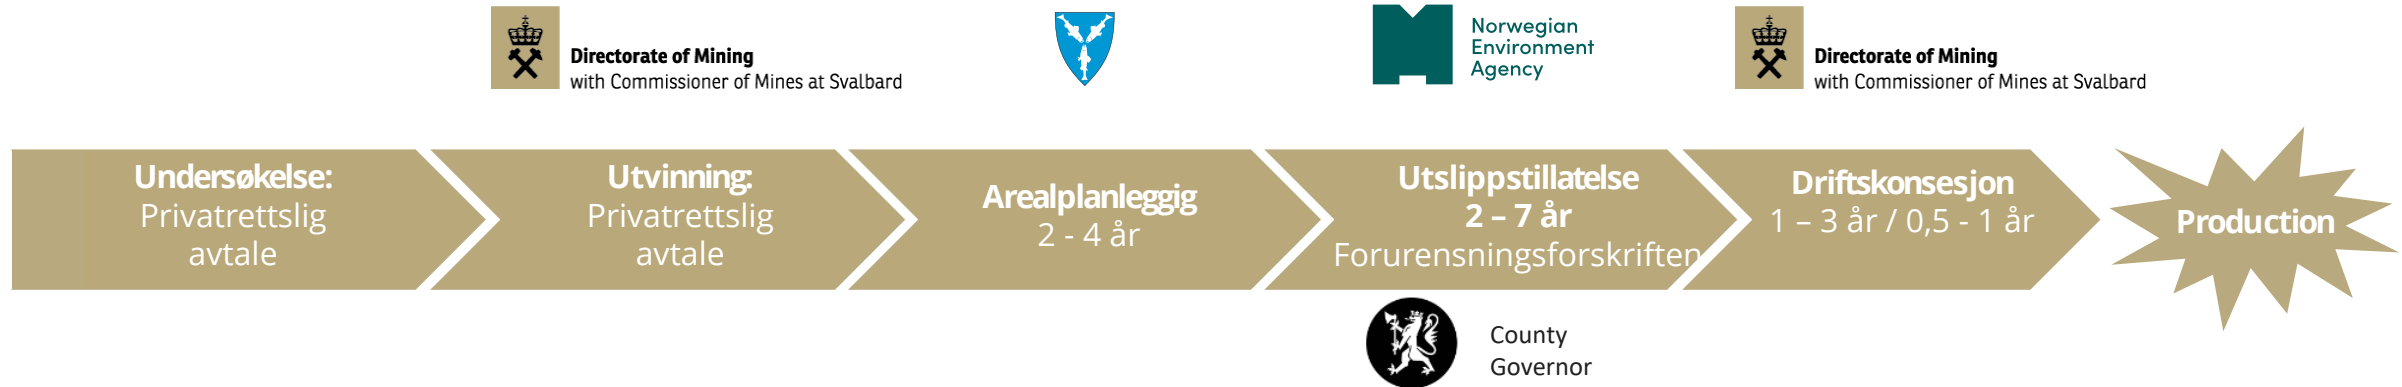 Directorate of Mining
with Commissioner of Mines at Svalbard
Norwegian
Environment
Agency
Directorate of Mining
with Commissioner of Mines at Svalbard
Undersøkelse:
Privatrettslig
avtale
Utvinning:
Privatrettslig
avtale
Arealplanleggig
2 - 4 år
Utslippstillatelse
2 – 7 år
Forurensningsforskriften
Driftskonsesjon
1 – 3 år / 0,5 - 1 år
Production
County
Governor